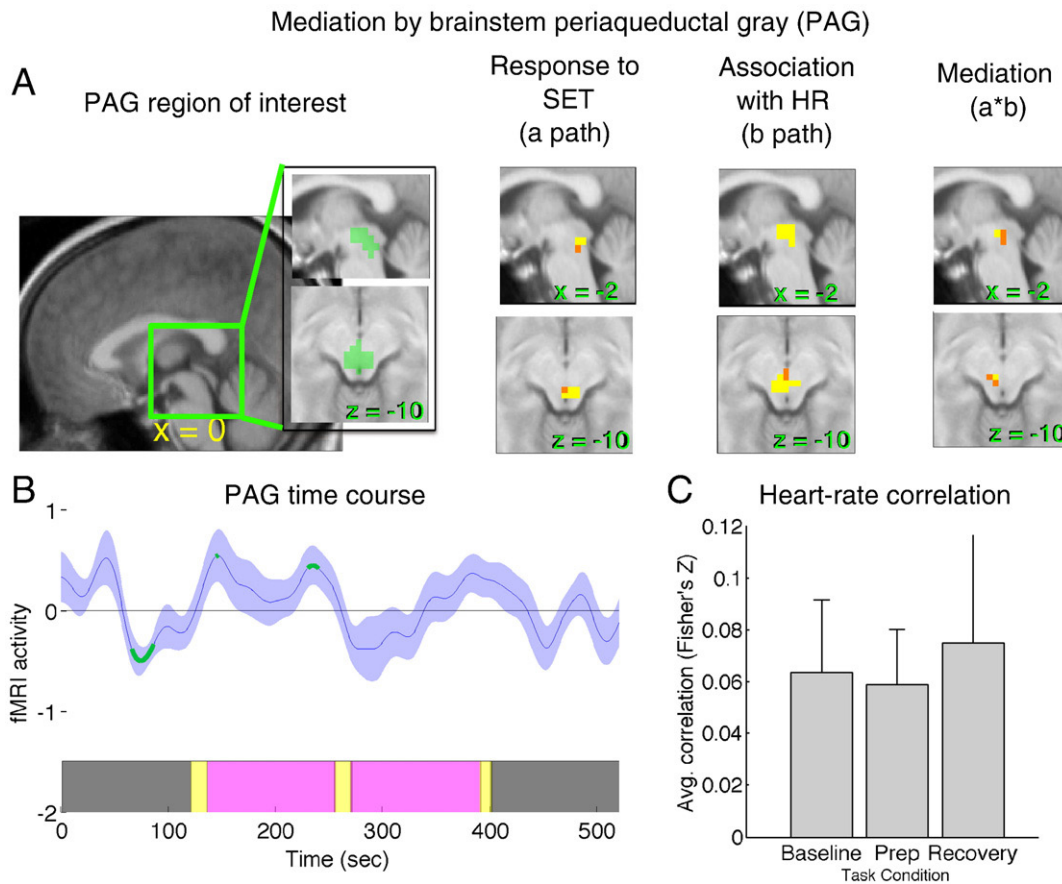 Mediation by brainstem periaqueductal gray (PAG)
A
PAG region of interest
Response to
SET
(a path)
Association
with HR
(b path)
Mediation
(a*b)
x = 0
z = -10
x = -2
z = -10
x = -2
z = -10
x = -2
z = -10
B
PAG time course
fMRI activity
1
0
-1
-2
0
100
200
300
400
500
Time (sec)
C
Heart-rate correlation
Avg. correlation (Fisher's Z)
0.12
0.1
0.08
0.06
0.04
0.02
0
Baseline
Prep
Recovery
Task Condition